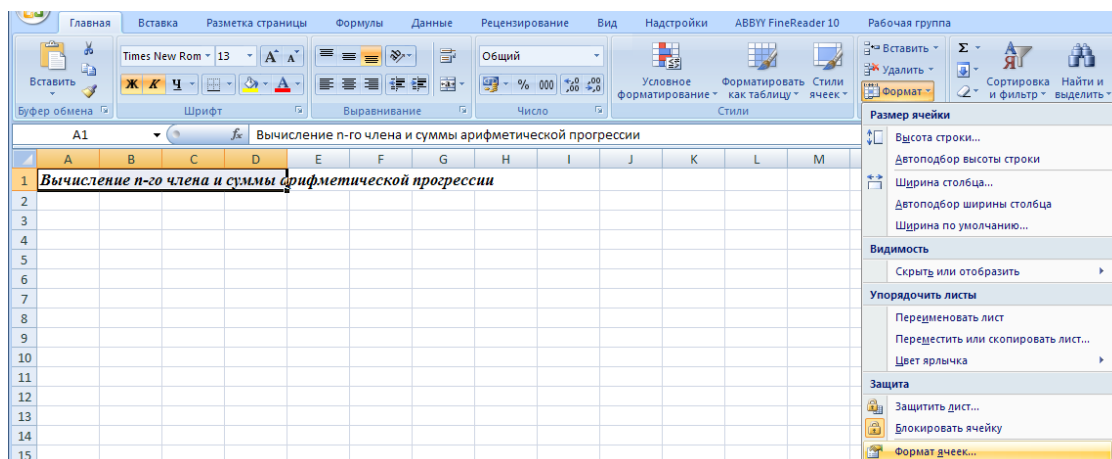 Главная Вставка Разметка страницы Формулы Данные Рецензирование Вид Надстройки ABBYY FineReader 10 Рабочая группа
Вставить
Буфер обмена
Times New Rom 13 А А
Ж К Ч А
Шрифт
Выравнивание
Общий
% 000 ,0 ,00 ,00 ,0
Число
Условное форматирование
Форматировать как таблицу
Стили ячеек
Стили
Вставить
Удалить
Формат
Σ
Сортировка и фильтр
Найти и выделить
A1 fx Вычисление n-го члена и суммы арифметической прогрессии
A B C D E F G H I J K L M
1 Вычисление n-го члена и суммы арифметической прогрессии
2
3
4
5
6
7
8
9
10
11
12
13
14
15
Размер ячейки
Высота строки...
Автоподбор высоты строки
Ширина столбца...
Автоподбор ширины столбца
Ширина по умолчанию...
Видимость
Скрыть или отобразить
Упорядочить листы
Переименовать лист
Переместить или скопировать лист...
Цвет ярлычка
Защита
Защитить лист...
Блокировать ячейку
Формат ячеек...